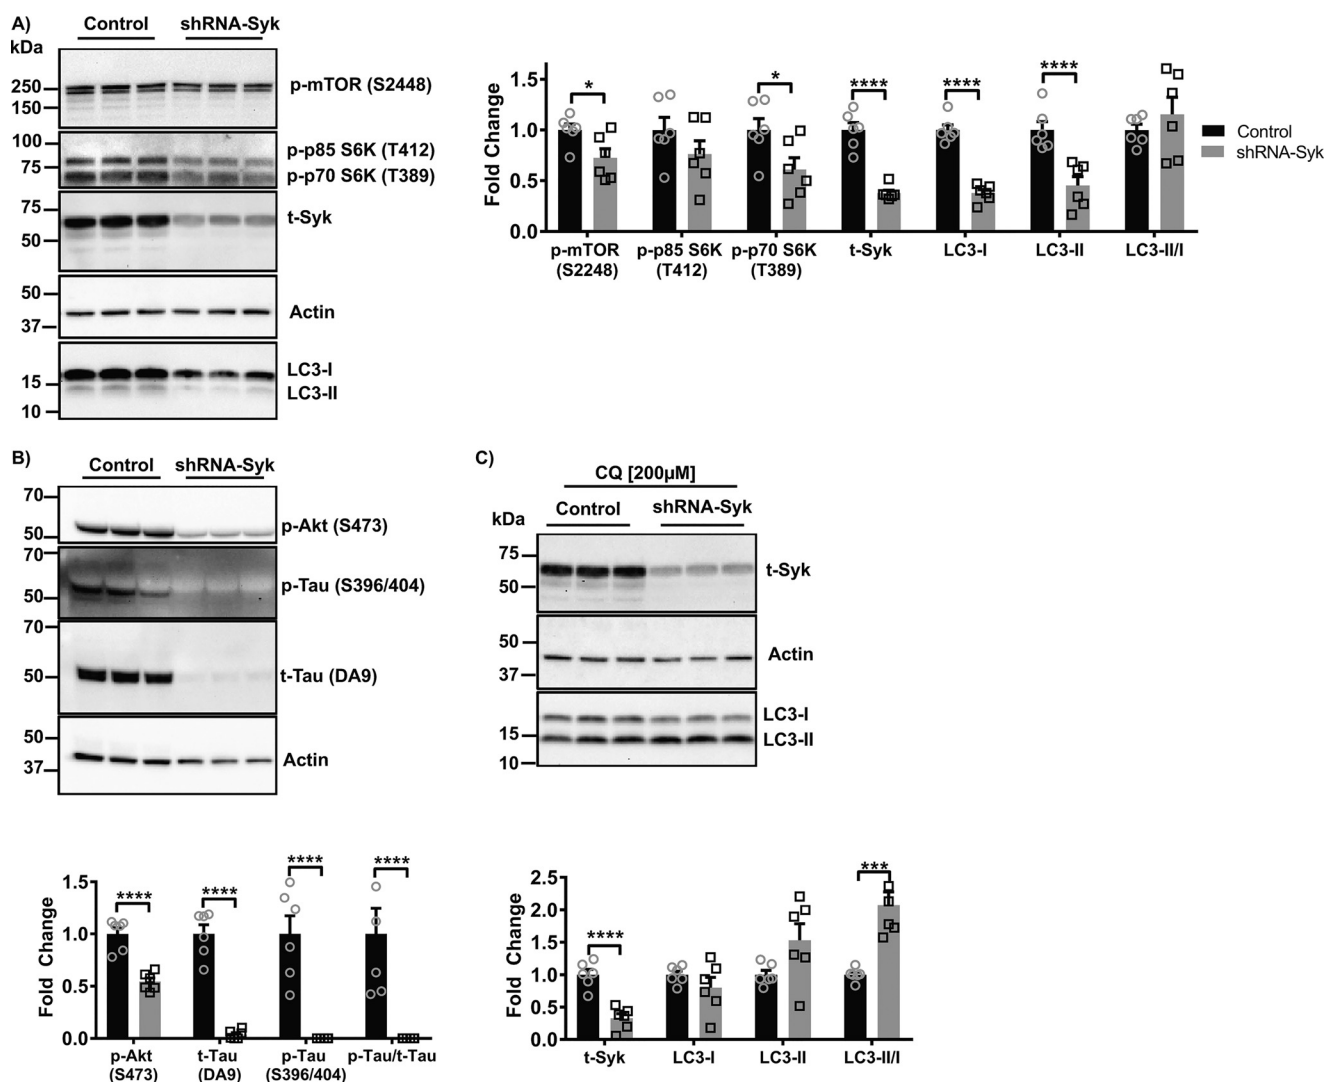 A)
Control shRNA-Syk
kDa
250
150
p-mTOR (S2448)
100
75
p-p85 S6K (T412)
p-p70 S6K (T389)
75
50
t-Syk
50
37
Actin
15
10
LC3-I
LC3-II
Fold Change
1.5
1.0
0.5
0.0
* * **** **** ****
p-mTOR (S2248)
p-p85 S6K (T412)
p-p70 S6K (T389)
t-Syk
LC3-I
LC3-II
LC3-II/I
Control
shRNA-Syk
B)
Control shRNA-Syk
70
50
p-Akt (S473)
70
50
p-Tau (S396/404)
70
50
t-Tau (DA9)
50
37
Actin
Fold Change
1.5
1.0
0.5
0.0
**** **** **** ****
p-Akt (S473)
t-Tau (DA9)
p-Tau (S396/404)
p-Tau/t-Tau
C)
CQ [200µM]
Control shRNA-Syk
kDa
75
50
t-Syk
50
37
Actin
15
10
LC3-I
LC3-II
Fold Change
2.5
2.0
1.5
1.0
0.5
0.0
**** ***
t-Syk
LC3-I
LC3-II
LC3-II/I